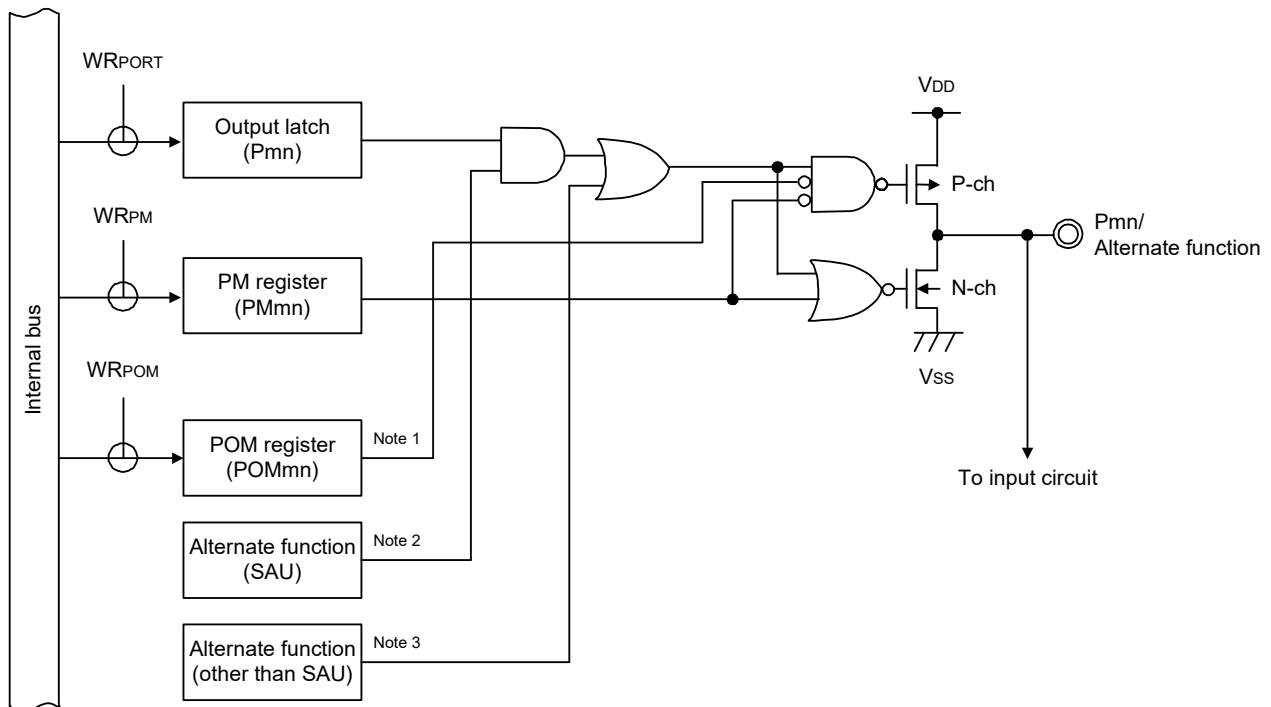 WRPORT
Output latch
(Pmn)
WRPM
PM register
(PMmn)
WRPOM
POM register
(POMmn)
Note 1
Alternate function
(SAU)
Note 2
Alternate function
(other than SAU)
Note 3
Internal bus
VDD
P-ch
Pmn/
Alternate function
N-ch
VSS
To input circuit